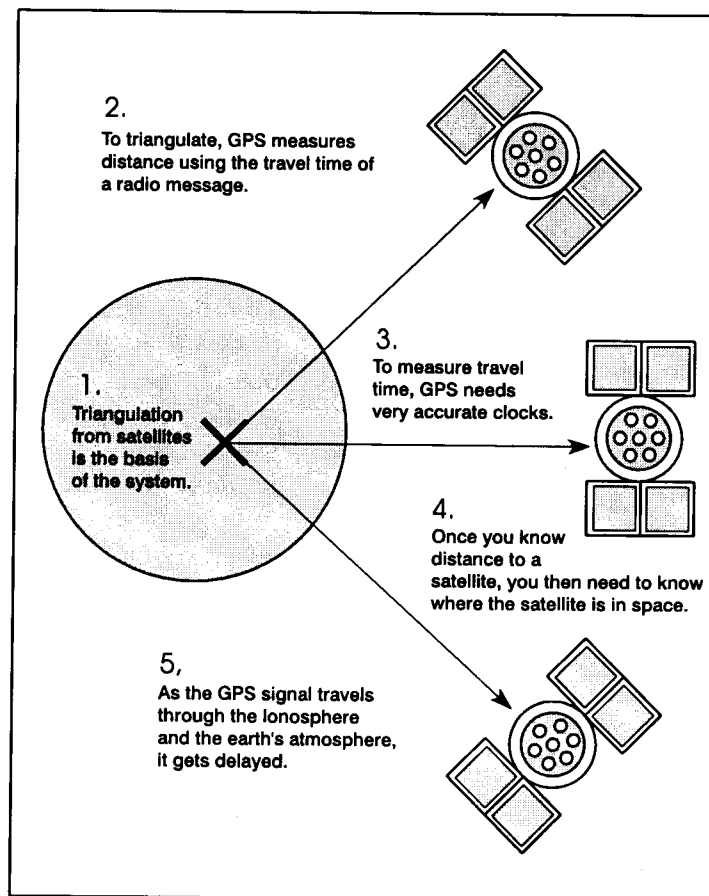 1.
Triangulation
from satellites
is the basis
of the system.
2.
To triangulate, GPS measures
distance using the travel time of
a radio message.
3.
To measure travel
time, GPS needs
very accurate clocks.
4.
Once you know
distance to a
satellite, you then need to know
where the satellite is in space.
5,
As the GPS signal travels
through the Ionosphere
and the earth's atmosphere,
it gets delayed.